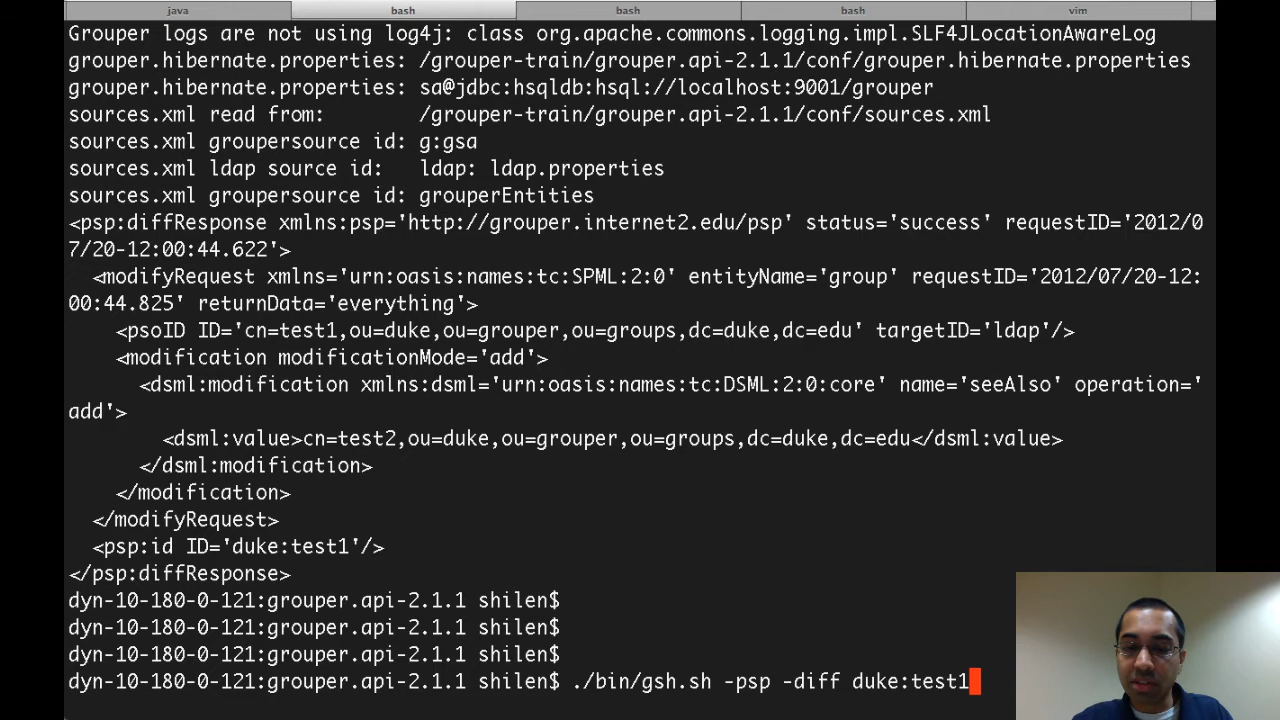 java bash bash bash vim
Grouper logs are not using log4j: class org.apache.commons.logging.impl.SLF4JLocationAwareLog
grouper.hibernate.properties: /grouper-train/grouper.api-2.1.1/conf/grouper.hibernate.properties
grouper.hibernate.properties: sa@jdbc:hsqldb:hsql://localhost:9001/grouper
sources.xml read from:        /grouper-train/grouper.api-2.1.1/conf/sources.xml
sources.xml groupersource id: g:gsa
sources.xml ldap source id:   ldap: ldap.properties
sources.xml groupersource id: grouperEntities
<psp:diffResponse xmlns:psp='http://grouper.internet2.edu/psp' status='success' requestID='2012/0
7/20-12:00:44.622'>
  <modifyRequest xmlns='urn:oasis:names:tc:SPML:2:0' entityName='group' requestID='2012/07/20-12:
00:44.825' returnData='everything'>
    <psoID ID='cn=test1,ou=duke,ou=grouper,ou=groups,dc=duke,dc=edu' targetID='ldap'/>
    <modification modificationMode='add'>
      <dsml:modification xmlns:dsml='urn:oasis:names:tc:DSML:2:0:core' name='seeAlso' operation='
add'>
        <dsml:value>cn=test2,ou=duke,ou=grouper,ou=groups,dc=duke,dc=edu</dsml:value>
      </dsml:modification>
    </modification>
  </modifyRequest>
  <psp:id ID='duke:test1'/>
</psp:diffResponse>
dyn-10-180-0-121:grouper.api-2.1.1 shilen$
dyn-10-180-0-121:grouper.api-2.1.1 shilen$
dyn-10-180-0-121:grouper.api-2.1.1 shilen$
dyn-10-180-0-121:grouper.api-2.1.1 shilen$ ./bin/gsh.sh -psp -diff duke:test1